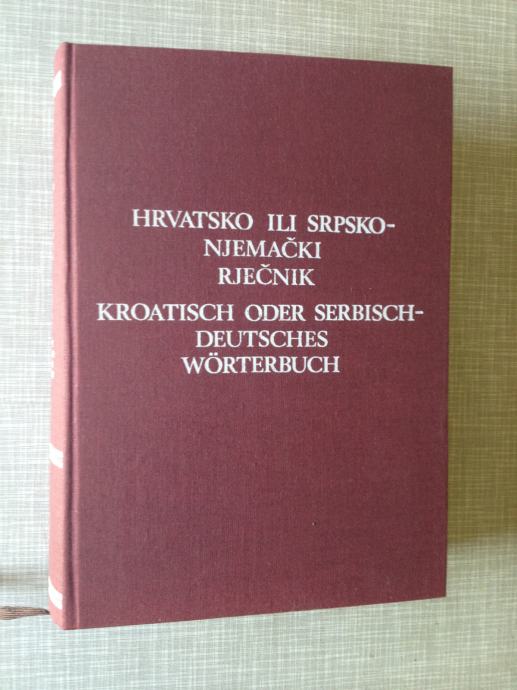 HRVATSKO ILI SRPSKO-
NJEMAČKI
RJEČNIK
KROATISCH ODER SERBISCH-
DEUTSCHES
WÖRTERBUCH